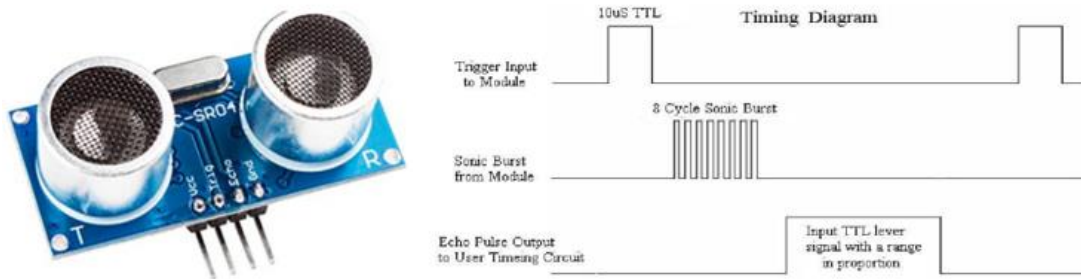 C-SR04
Vcc
Trig
Echo
Gnd
T
R
Timing Diagram
10uS TTL
Trigger Input
to Module
8 Cycle Sonic Burst
Sonic Burst
from Module
Echo Pulse Output
to User Timeing Circuit
Input TTL lever
signal with a range
in proportion